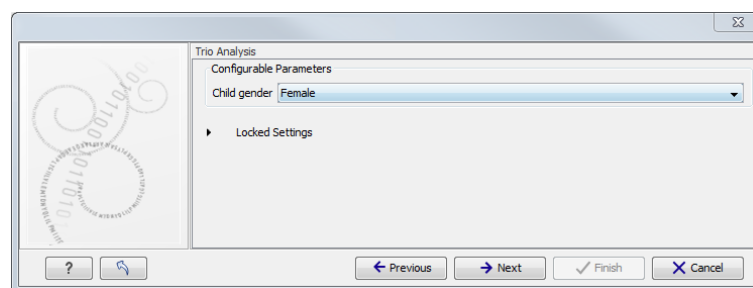 Trio Analysis
Configurable Parameters
Child gender Female
Locked Settings
? Previous Next Finish Cancel